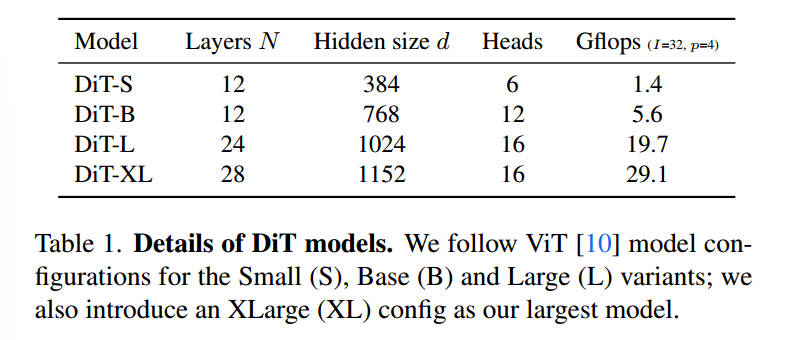 Model Layers N Hidden size d Heads Gflops (I=32, p=4)
DiT-S 12 384 6 1.4
DiT-B 12 768 12 5.6
DiT-L 24 1024 16 19.7
DiT-XL 28 1152 16 29.1
Table 1. Details of DiT models. We follow ViT [10] model con-
figurations for the Small (S), Base (B) and Large (L) variants; we
also introduce an XLarge (XL) config as our largest model.